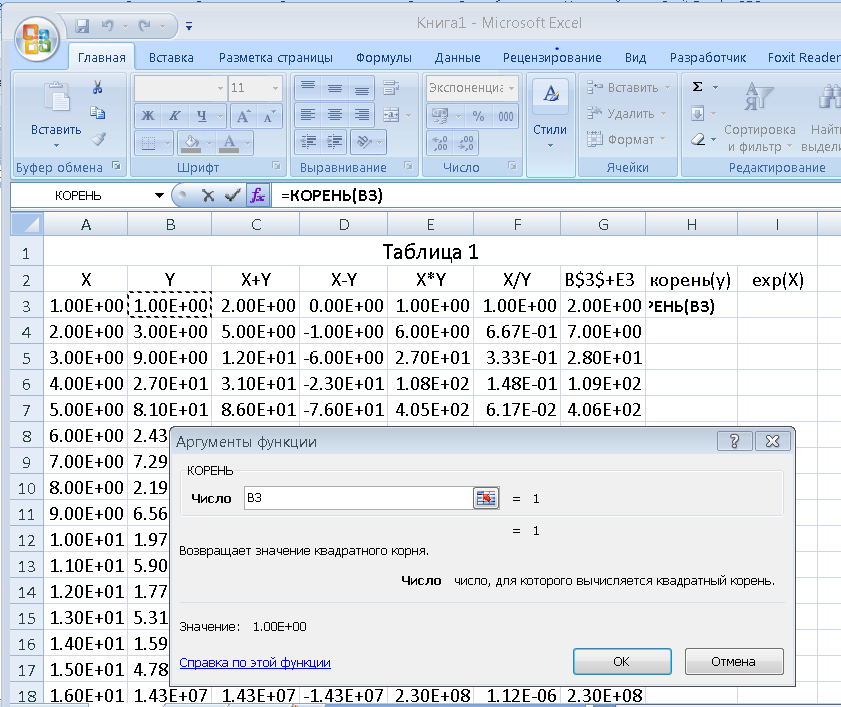 Книга1 - Microsoft Excel
Главная Вставка Разметка страницы Формулы Данные Рецензирование Вид Разработчик Foxit Reader
11 Экспоненциа Вставить Σ
Вставить Ж К Ч A A % 000 Стили Удалить Сортировка и фильтр Найти
A ,00 ,00 Формат
Буфер обмена Шрифт Выравнивание Число Ячейки Редактирование
КОРЕНЬ fx =КОРЕНЬ(B3)
A B C D E F G H I
1 Таблица 1
2 X Y X+Y X-Y X*Y X/Y B$3$+E3 корень(y) exp(X)
3 1.00E+00 1.00E+00 2.00E+00 0.00E+00 1.00E+00 1.00E+00 2.00E+00 РЕНЬ(B3)
4 2.00E+00 3.00E+00 5.00E+00 -1.00E+00 6.00E+00 6.67E-01 7.00E+00
5 3.00E+00 9.00E+00 1.20E+01 -6.00E+00 2.70E+01 3.33E-01 2.80E+01
6 4.00E+00 2.70E+01 3.10E+01 -2.30E+01 1.08E+02 1.48E-01 1.09E+02
7 5.00E+00 8.10E+01 8.60E+01 -7.60E+01 4.05E+02 6.17E-02 4.06E+02
8 6.00E+00 2.43
9 7.00E+00 7.29
10 8.00E+00 2.19
11 9.00E+00 6.56
12 1.00E+01 1.97
13 1.10E+01 5.90
14 1.20E+01 1.77
15 1.30E+01 5.31
16 1.40E+01 1.59
17 1.50E+01 4.78
18 1.60E+01 1.43E+07 1.43E+07 -1.43E+07 2.30E+08 1.12E-06 2.30E+08
Аргументы функции
КОРЕНЬ
Число B3 = 1
= 1
Возвращает значение квадратного корня.
Число число, для которого вычисляется квадратный корень.
Значение: 1.00E+00
Справка по этой функции OK Отмена